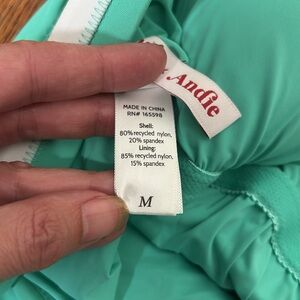 Andie
MADE IN CHINA
RN# 165598
Shell:
80% recycled nylon,
20% spandex
Lining:
85% recycled nylon,
15% spandex
M